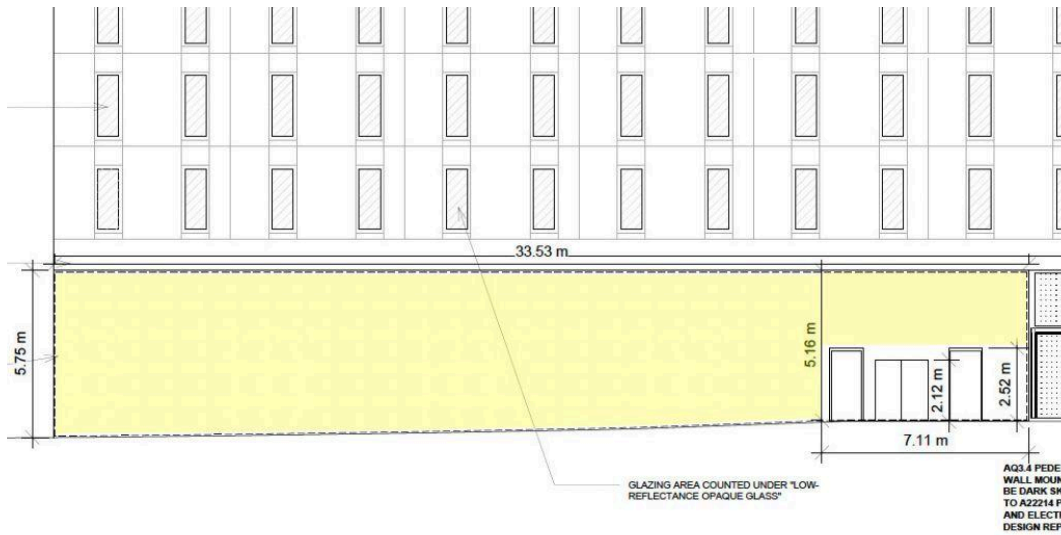 33.53 m
5.75 m
5.16 m
2.12 m
2.52 m
7.11 m
GLAZING AREA COUNTED UNDER "LOW-
REFLECTANCE OPAQUE GLASS"
AQ3.4 PEDE
WALL MOUN
BE DARK SK
TO A22214 P
AND ELECT
DESIGN REP